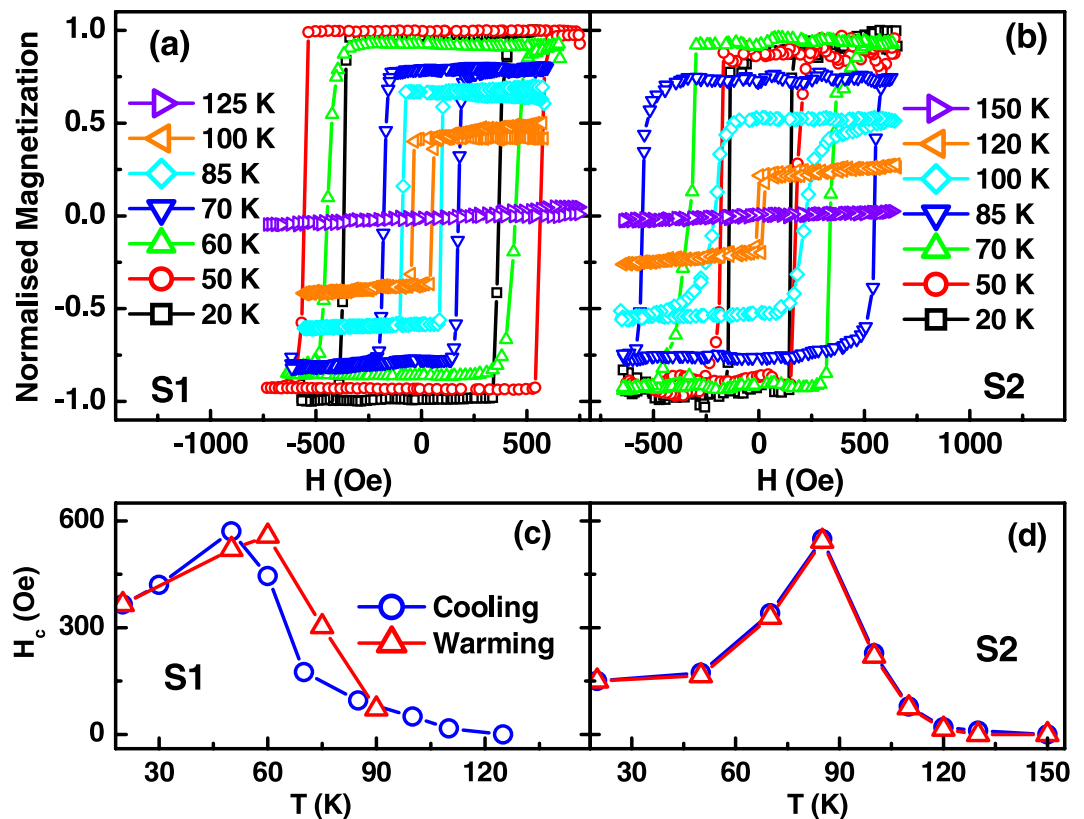 (a)
(b)
1.0
0.5
0.0
-0.5
-1.0
Normalised Magnetization
125 K
100 K
85 K
70 K
60 K
50 K
20 K
S1
150 K
120 K
100 K
85 K
70 K
50 K
20 K
S2
-1000 -500 0 500
-500 0 500 1000
H (Oe)
H (Oe)
(c)
(d)
600
300
0
H_c (Oe)
Cooling
Warming
S1
S2
30 60 90 120
30 60 90 120 150
T (K)
T (K)